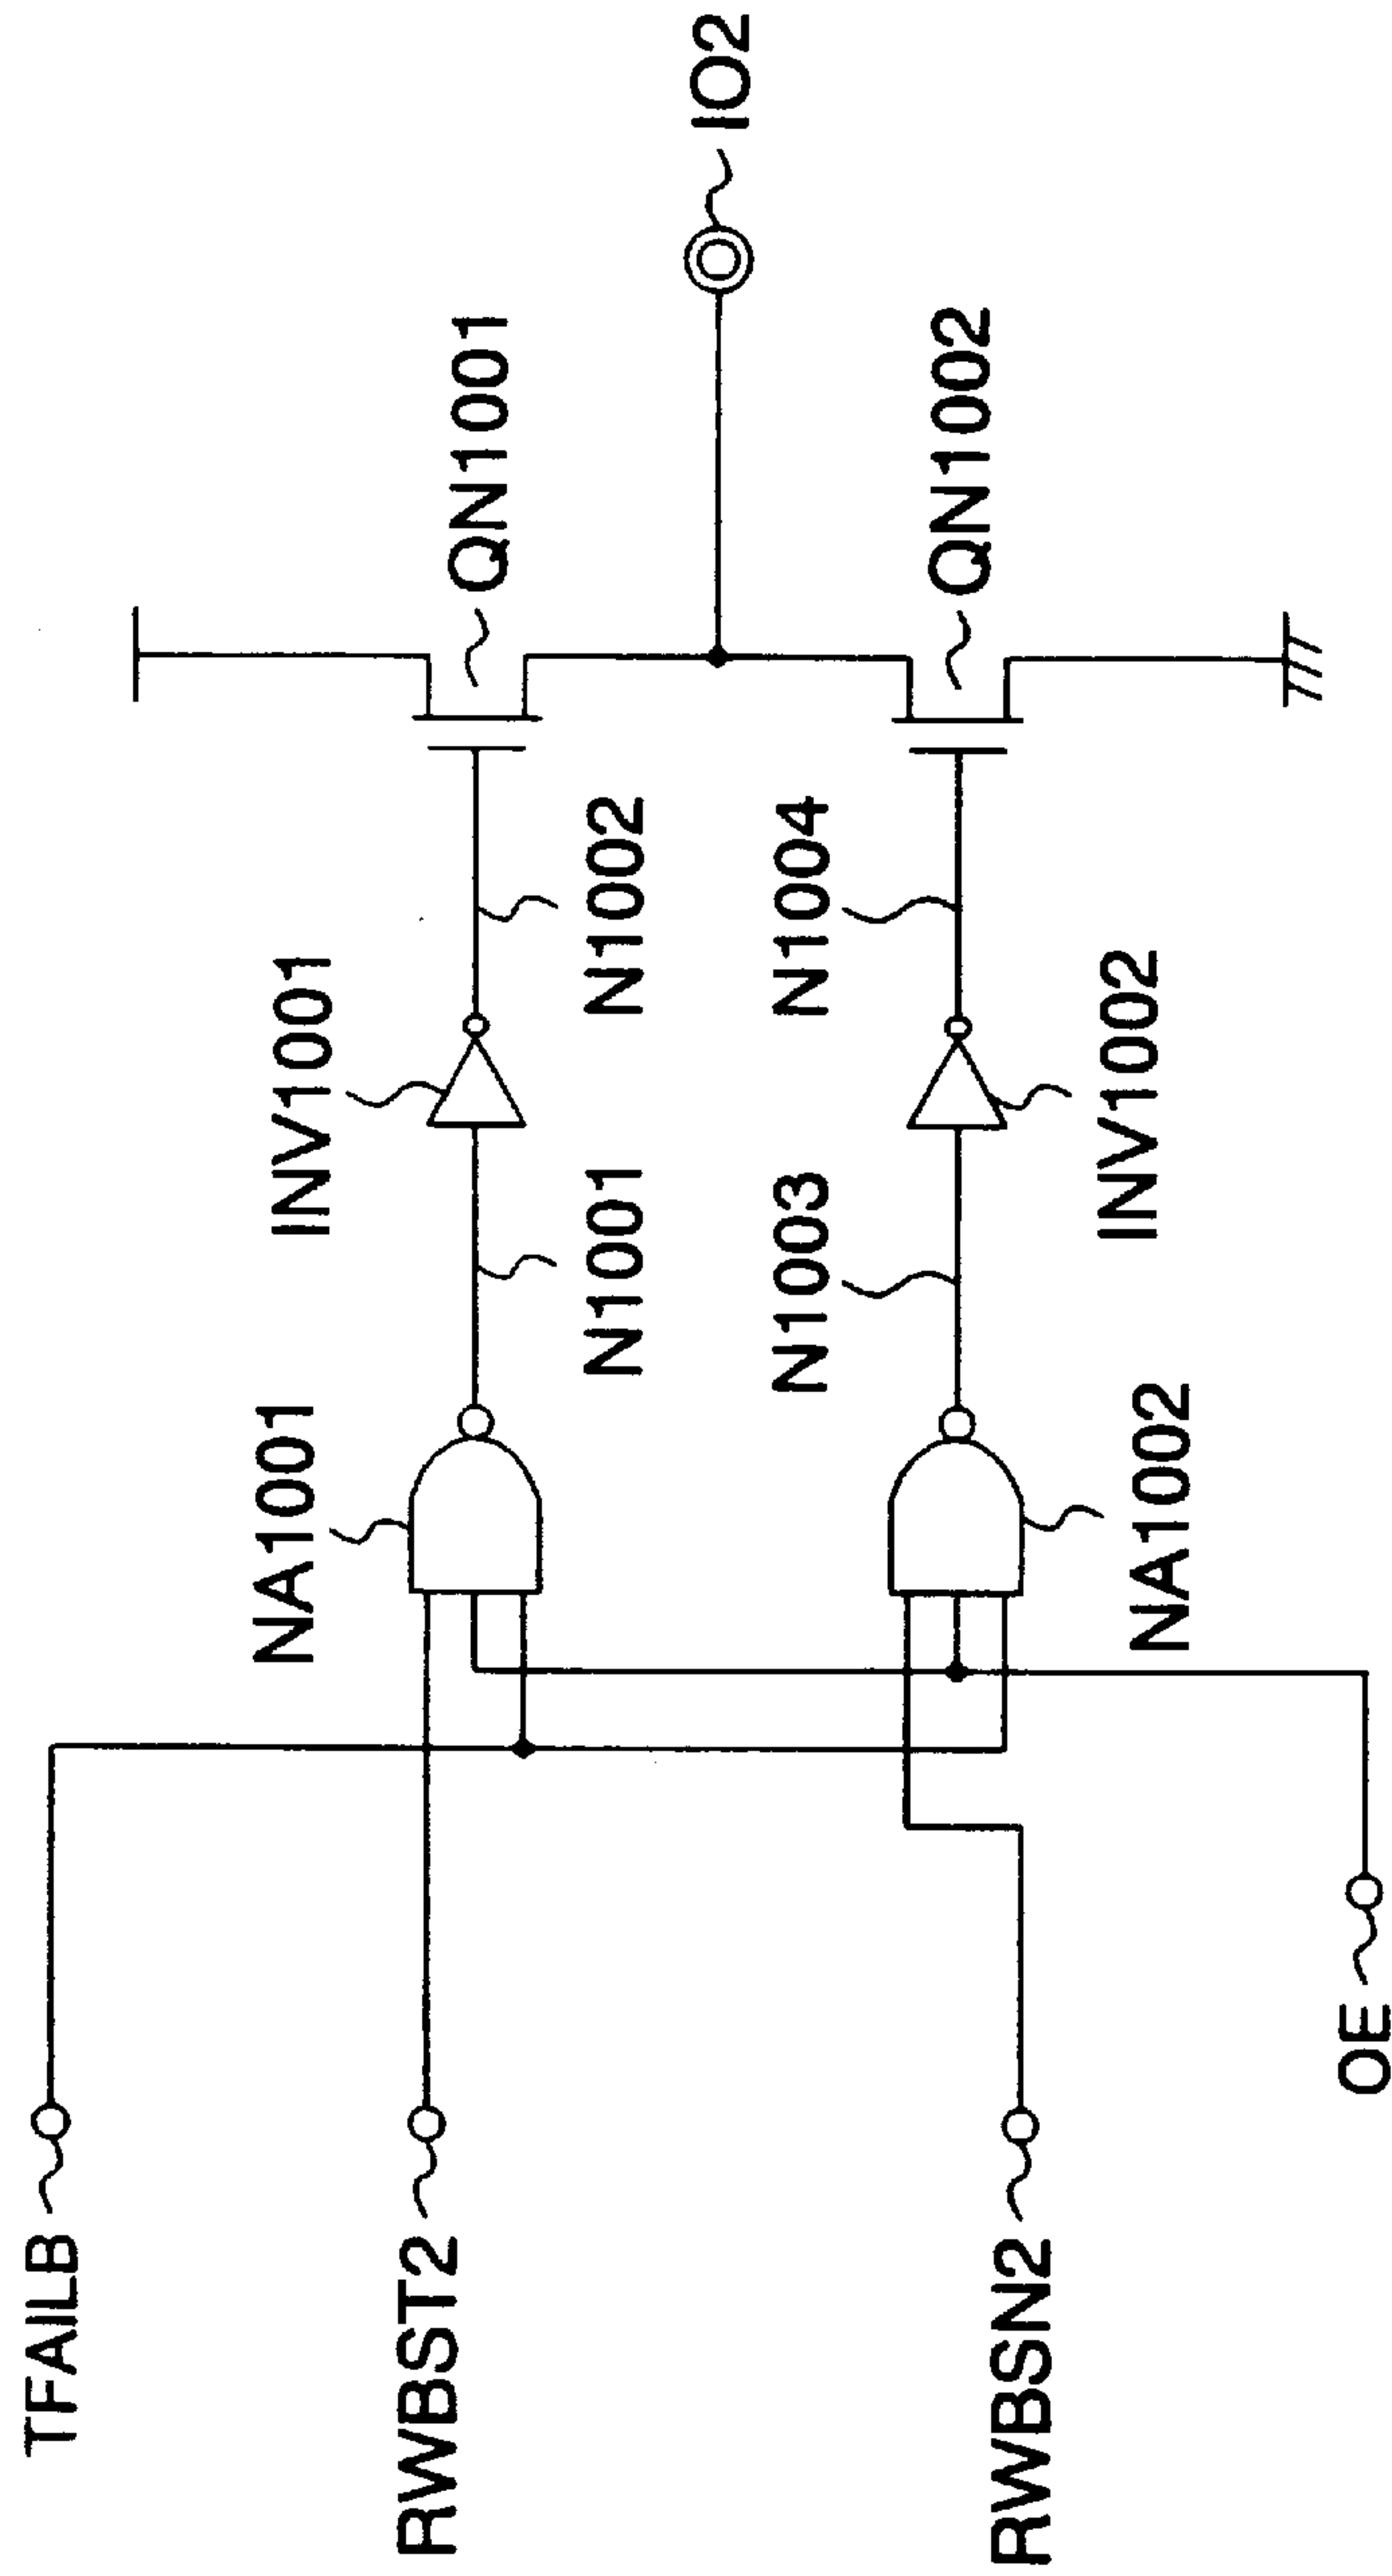 TFAILB
RWBST2
RWBSN2
OE
NA1001
NA1002
N1001
N1003
INV1001
INV1002
N1002
N1004
QN1001
QN1002
IO2